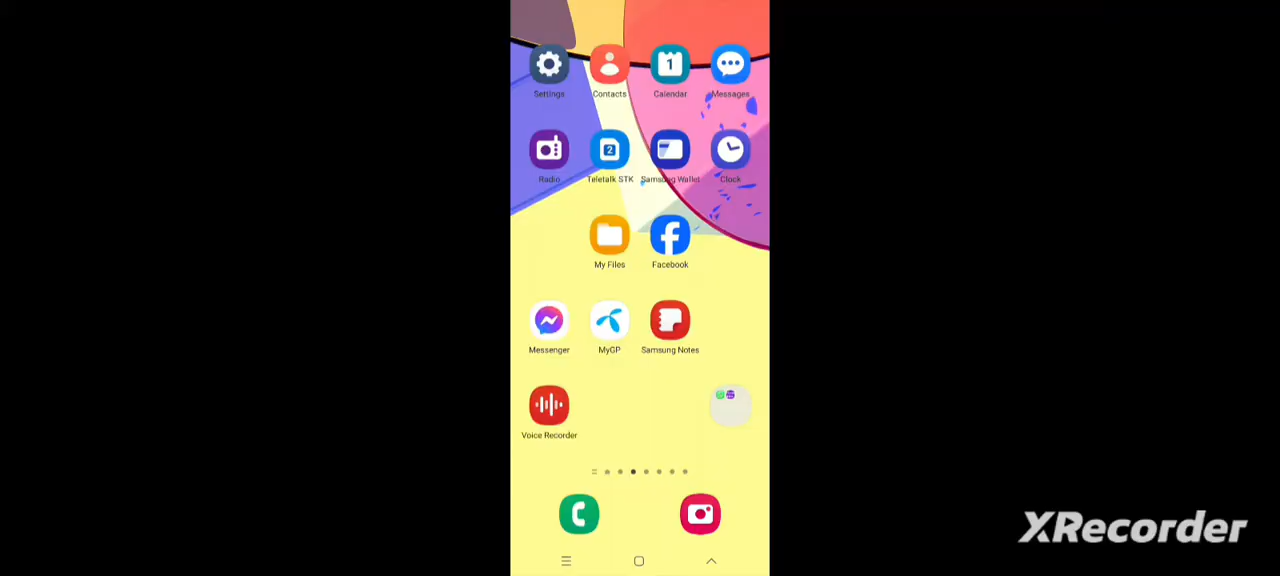 1
Settings
Contacts
Calendar
Messages
2
Radio
Teletalk STK
Samsung Wallet
Clock
My Files
Facebook
Messenger
MyGP
Samsung Notes
Voice Recorder
XRecorder